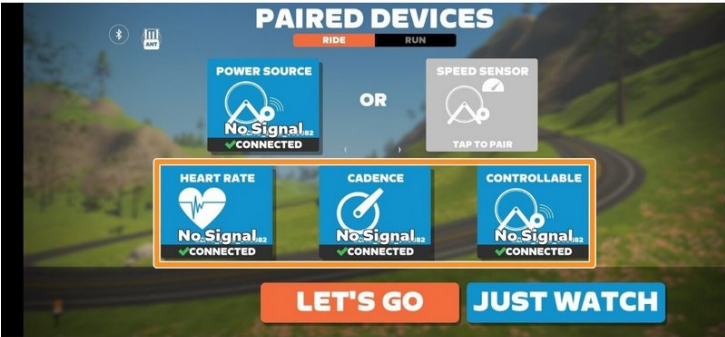 PAIRED DEVICES
ANT
RIDE RUN
POWER SOURCE
No Signal
CONNECTED
OR
SPEED SENSOR
TAP TO PAIR
HEART RATE
No Signal
CONNECTED
CADENCE
No Signal
CONNECTED
CONTROLLABLE
No Signal
CONNECTED
LET'S GO
JUST WATCH